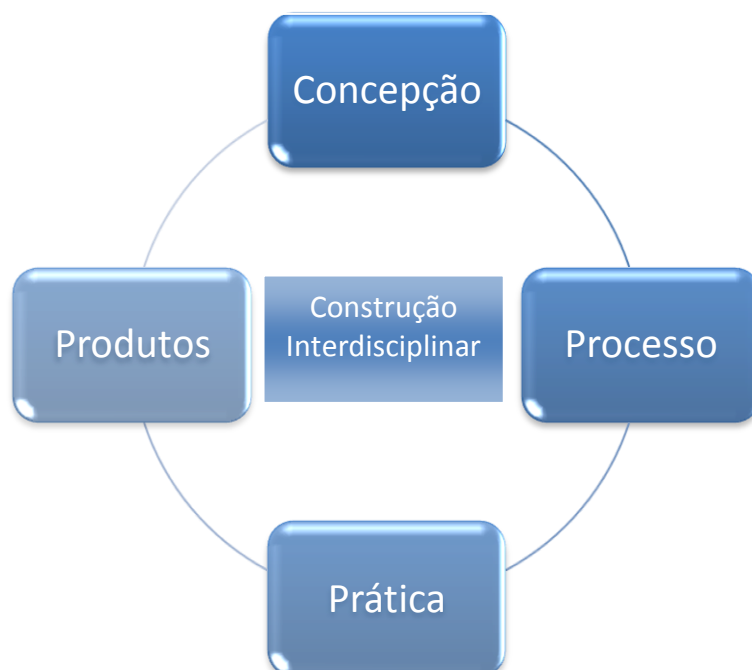 Concepção
Produtos
Construção
Interdisciplinar
Processo
Prática